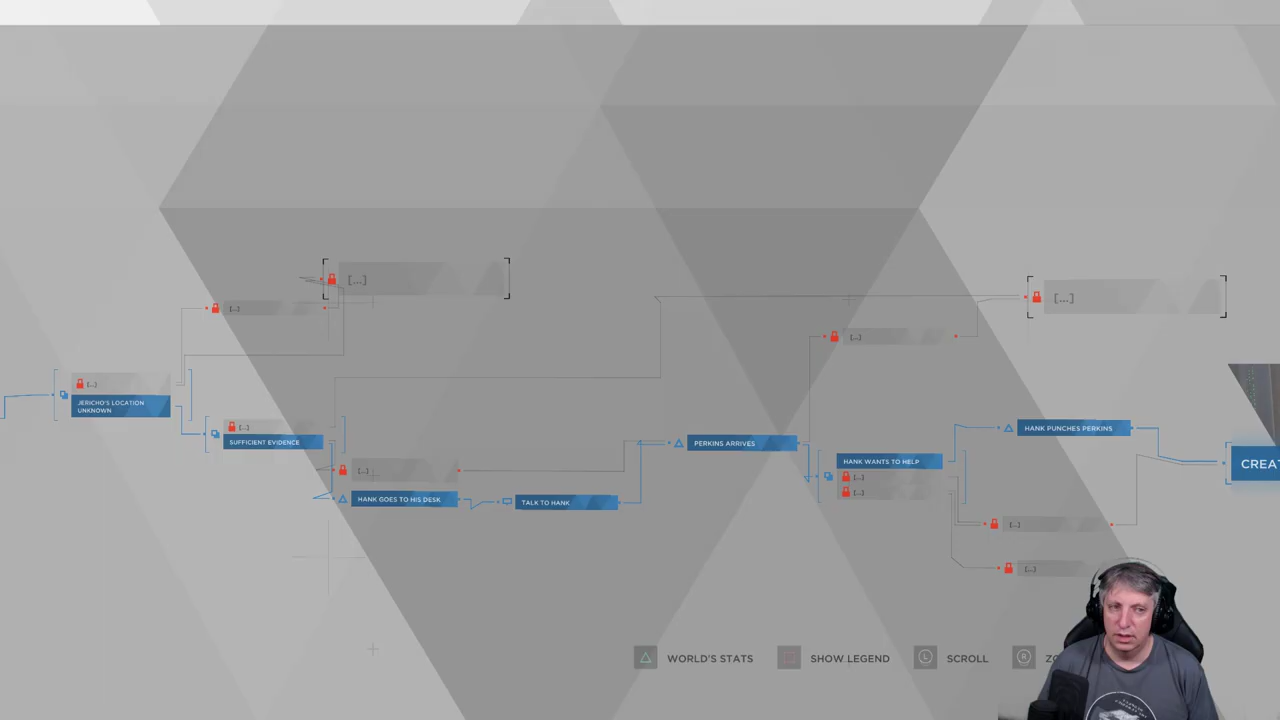 [...]
[...]
[...]
[...]
[...]
JERICHO'S LOCATION
UNKNOWN
[...]
SUFFICIENT EVIDENCE
[...]
HANK GOES TO HIS DESK
TALK TO HANK
PERKINS ARRIVES
HANK WANTS TO HELP
[...]
[...]
HANK PUNCHES PERKINS
[...]
[...]
WORLD'S STATS
SHOW LEGEND
L
SCROLL
R